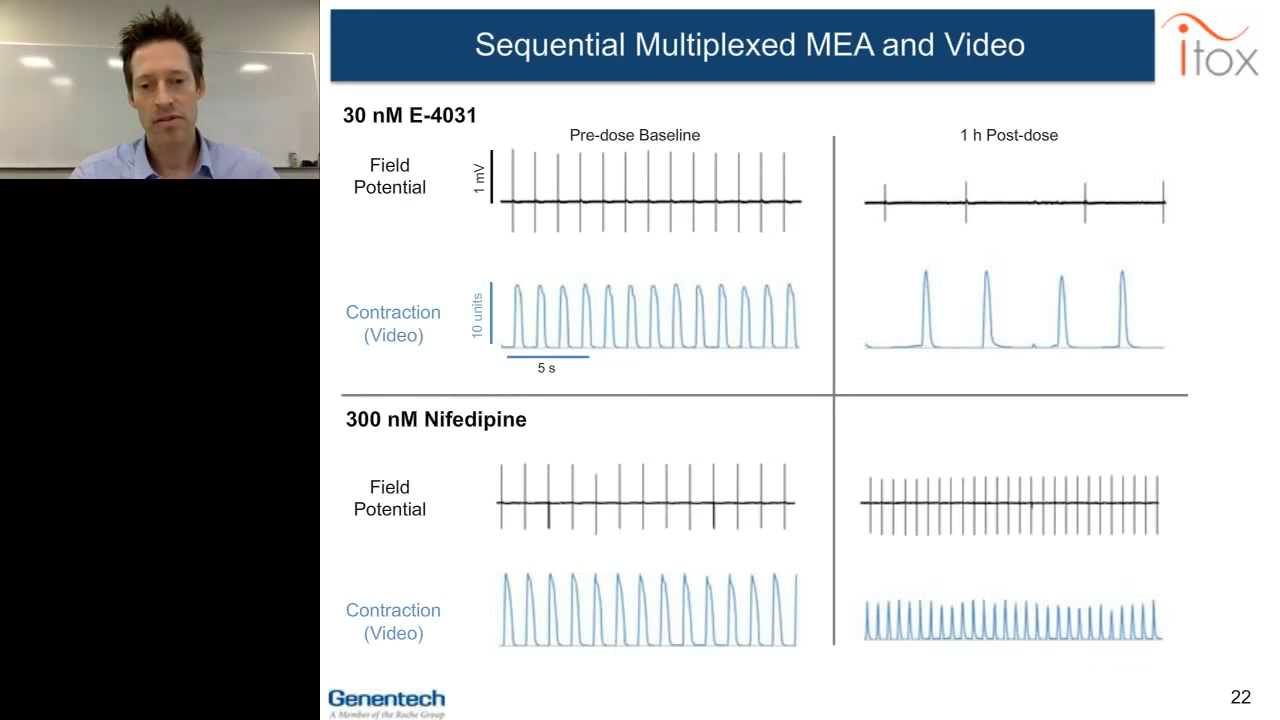 Sequential Multiplexed MEA and Video
itox
30 nM E-4031
Pre-dose Baseline
1 h Post-dose
Field
Potential
1 mV
Contraction
(Video)
10 units
5 s
300 nM Nifedipine
Field
Potential
Contraction
(Video)
Genentech
A Member of the Roche Group
22